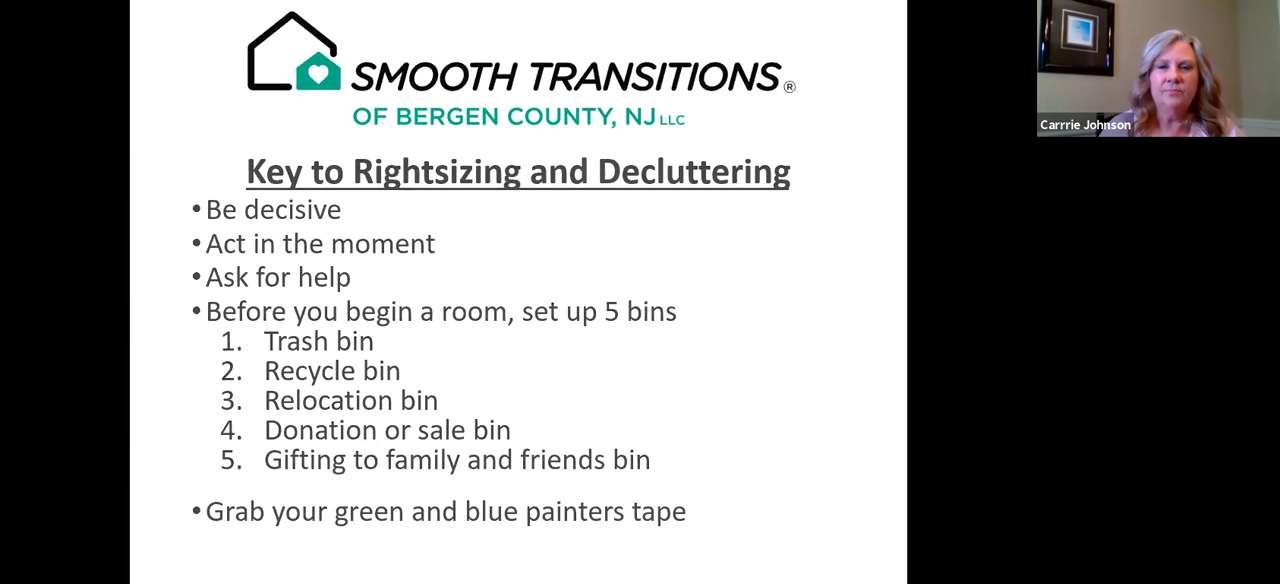 SMOOTH TRANSITIONS®
OF BERGEN COUNTY, NJ LLC
Key to Rightsizing and Decluttering
• Be decisive
• Act in the moment
• Ask for help
• Before you begin a room, set up 5 bins
1. Trash bin
2. Recycle bin
3. Relocation bin
4. Donation or sale bin
5. Gifting to family and friends bin
• Grab your green and blue painters tape
Carrrie Johnson